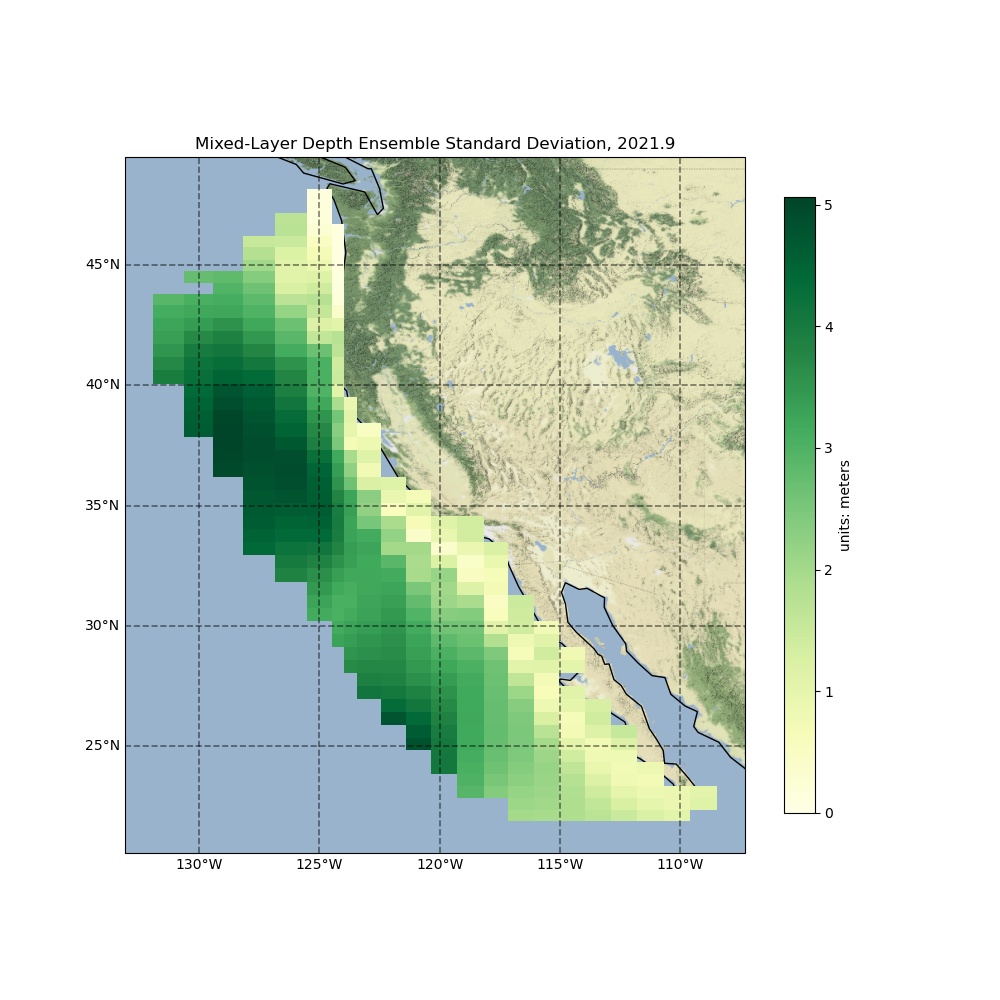 Mixed-Layer Depth Ensemble Standard Deviation, 2021.9
45°N
40°N
35°N
30°N
25°N
130°W
125°W
120°W
115°W
110°W
5
4
3
2
1
0
units: meters